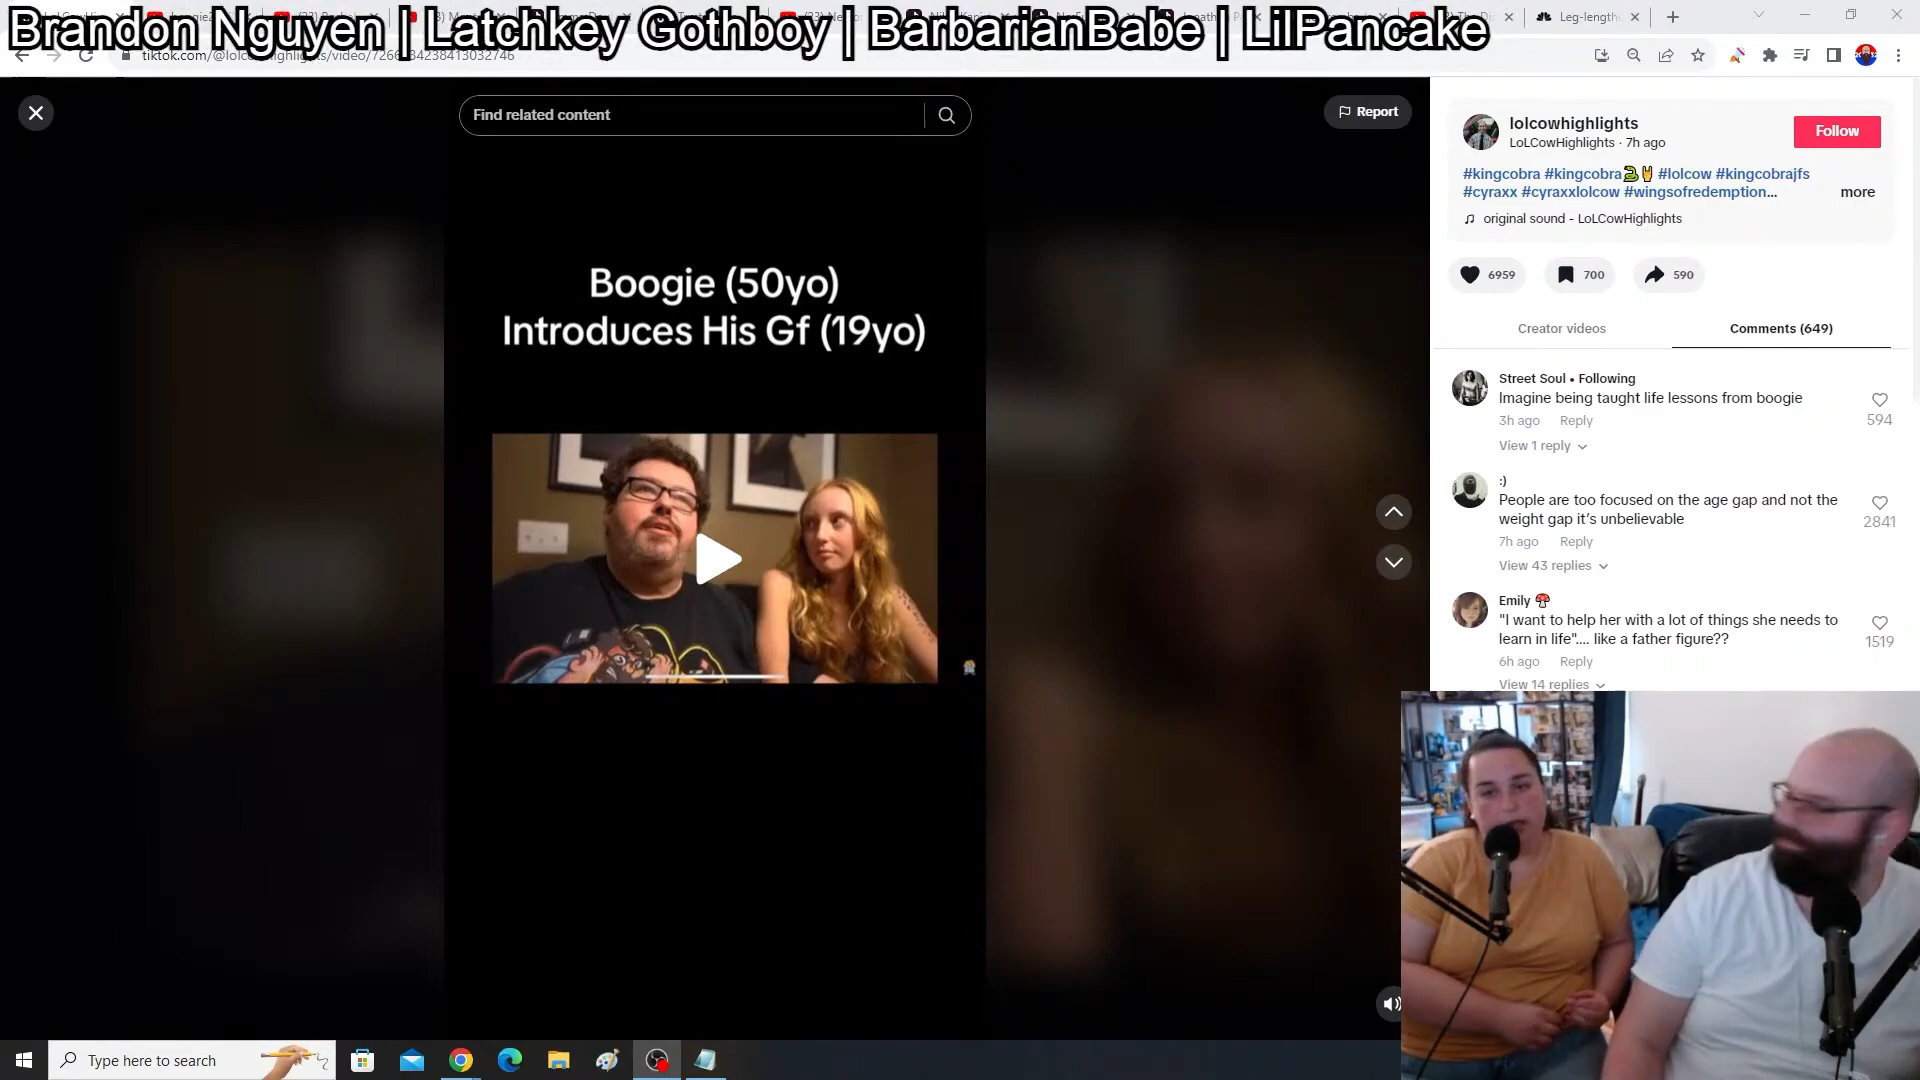 Brandon Nguyen | Latchkey Gothboy | BarbarianBabe | LilPancake
Leg-length
Find related content
Report
Boogie (50yo)
Introduces His Gf (19yo)
lolcowhighlights
LoLCowHighlights · 7h ago
Follow
#kingcobra #kingcobra🐍🤘 #lolcow #kingcobrajfs
#cyraxx #cyraxxlolcow #wingsofredemption...
more
original sound - LoLCowHighlights
6959
700
590
Creator videos
Comments (649)
Street Soul • Following
Imagine being taught life lessons from boogie
594
3h ago Reply
View 1 reply
:)
People are too focused on the age gap and not the
weight gap it’s unbelievable
2841
7h ago Reply
View 43 replies
Emily 🍄
"I want to help her with a lot of things she needs to
learn in life".... like a father figure??
1519
6h ago Reply
View 14 replies
Type here to search